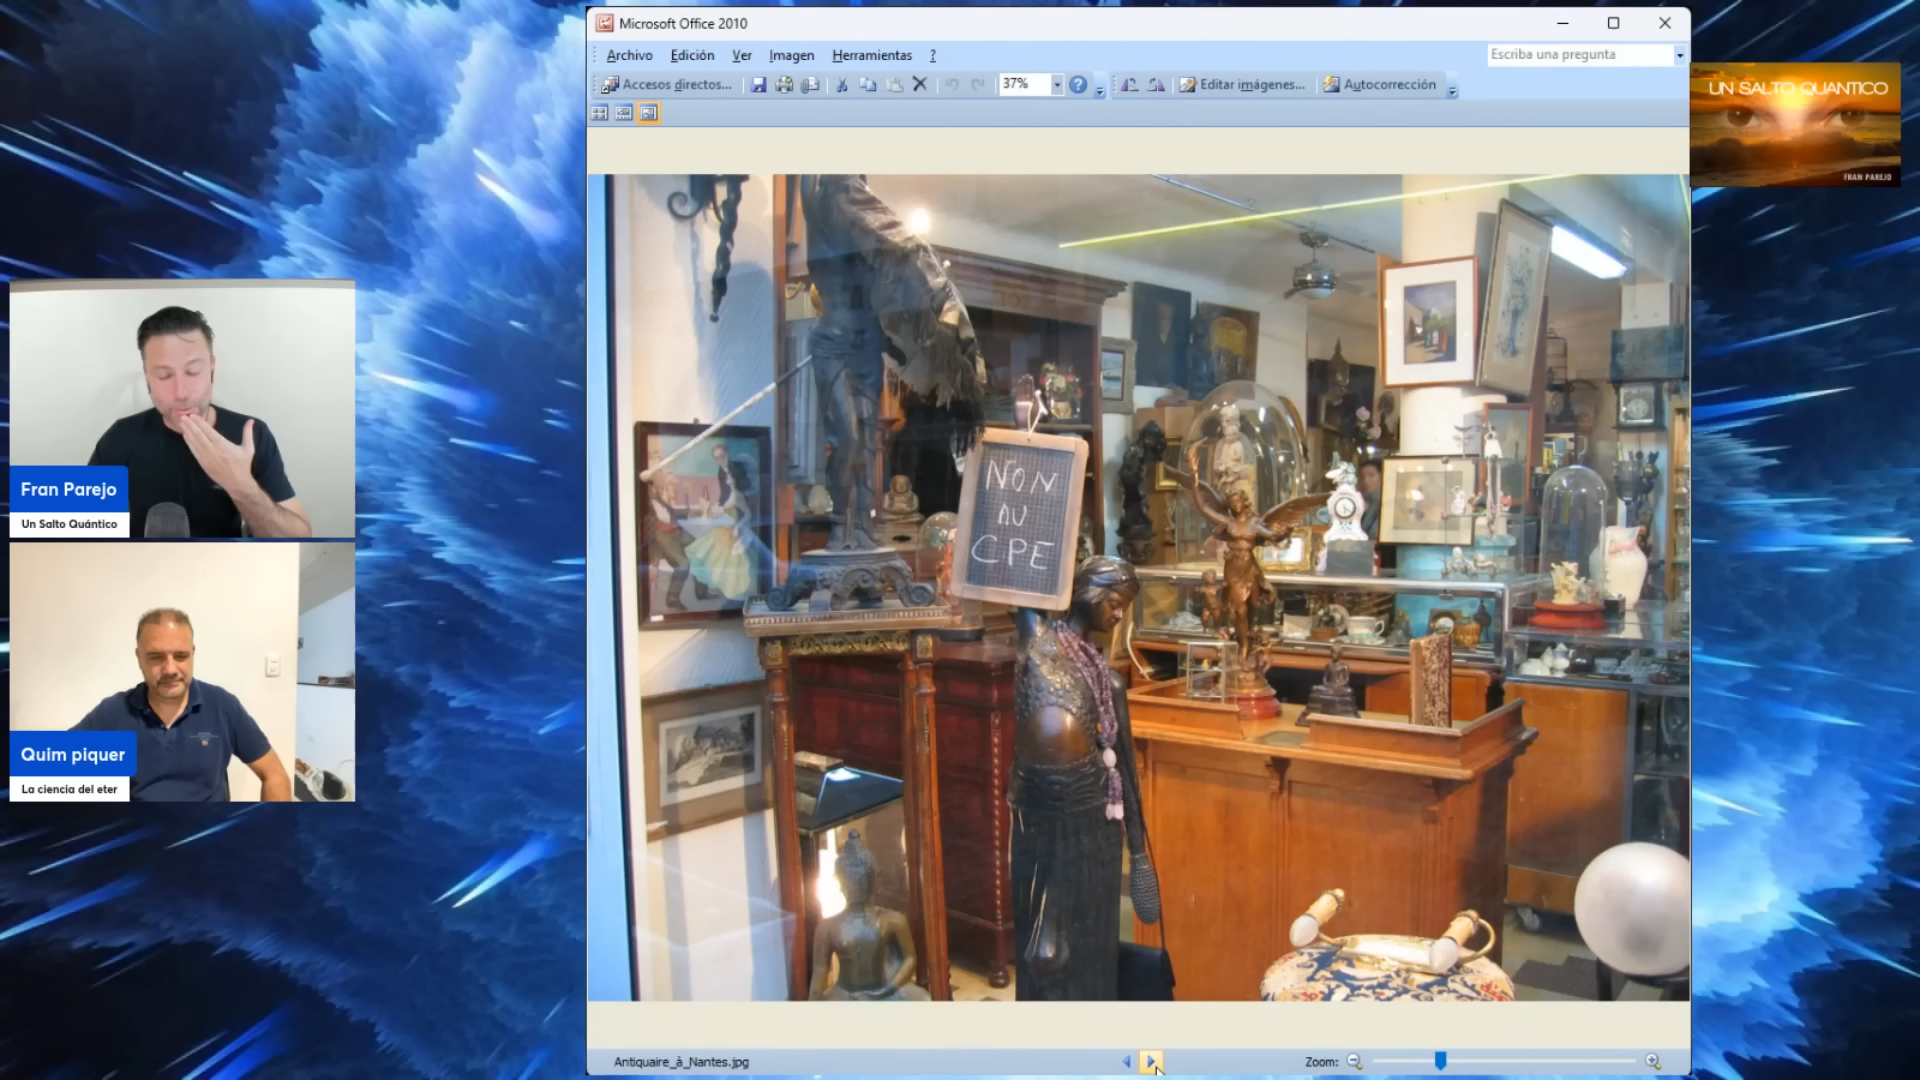 Microsoft Office 2010
Archivo Edición Ver Imagen Herramientas ?
Escriba una pregunta
Accesos directos... 37% Editar imágenes... Autocorrección
UN SALTO QUANTICO
FRAN PAREJO
Fran Parejo
Un Salto Quántico
NON
AU
CPE
Quim piquer
La ciencia del eter
Antiquaire_à_Nantes.jpg
Zoom: